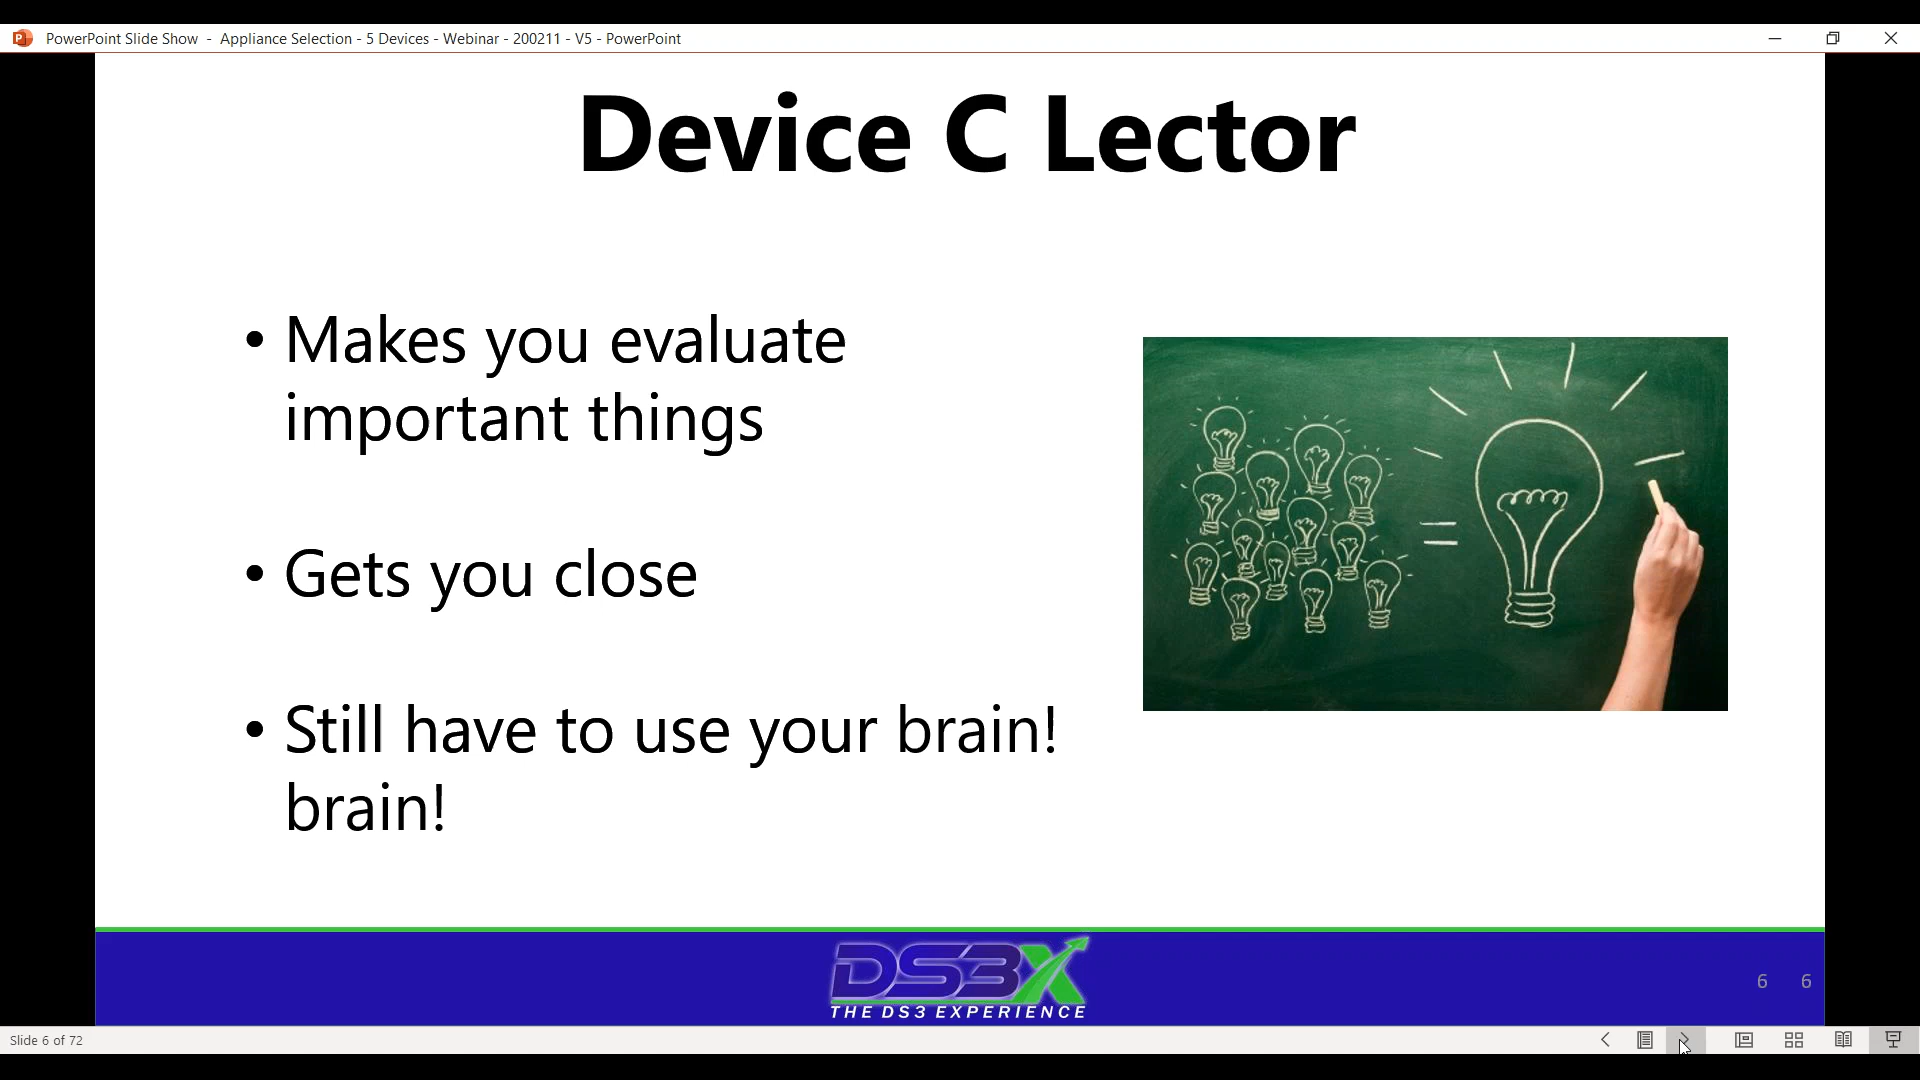 PowerPoint Slide Show - Appliance Selection - 5 Devices - Webinar - 200211 - V5 - PowerPoint
Device C Lector
• Makes you evaluate
important things
• Gets you close
• Still have to use your brain!
brain!
DS3X
THE DS3 EXPERIENCE
6 6
Slide 6 of 72